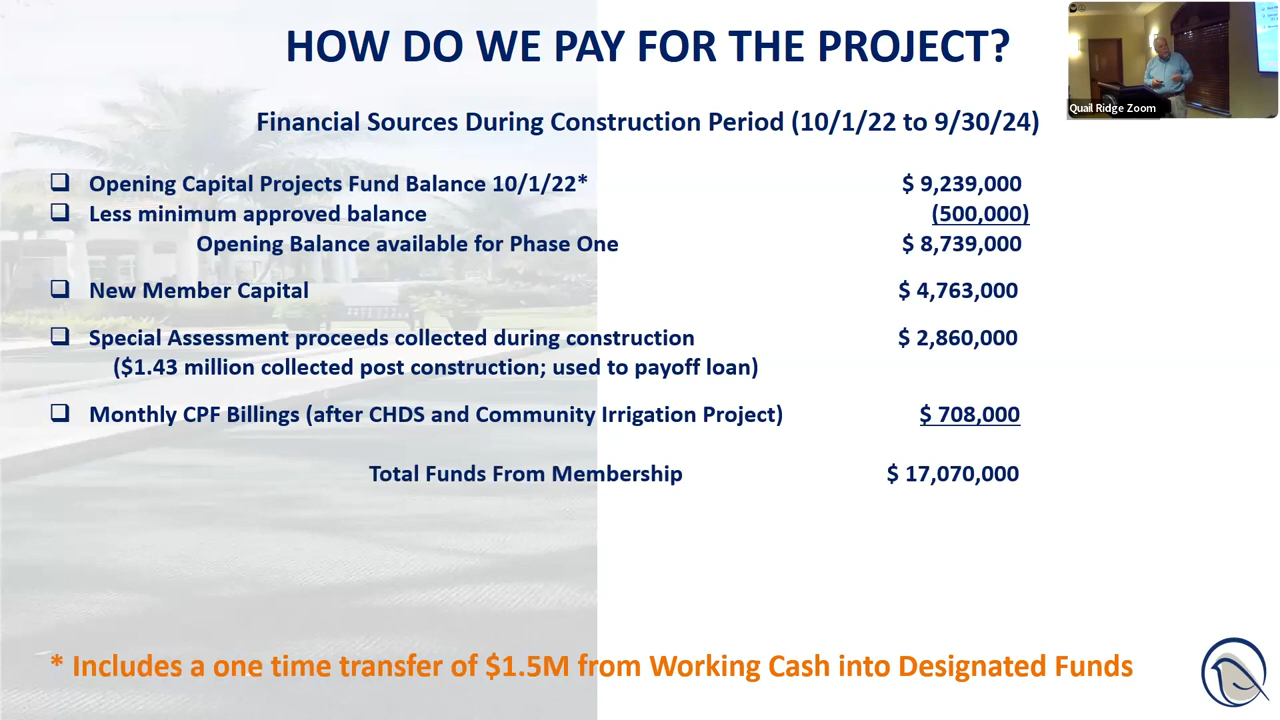 HOW DO WE PAY FOR THE PROJECT?
Quail Ridge Zoom
Financial Sources During Construction Period (10/1/22 to 9/30/24)
Opening Capital Projects Fund Balance 10/1/22* $ 9,239,000
Less minimum approved balance (500,000)
Opening Balance available for Phase One $ 8,739,000
New Member Capital $ 4,763,000
Special Assessment proceeds collected during construction $ 2,860,000
($1.43 million collected post construction; used to payoff loan)
Monthly CPF Billings (after CHDS and Community Irrigation Project) $ 708,000
Total Funds From Membership $ 17,070,000
* Includes a one time transfer of $1.5M from Working Cash into Designated Funds